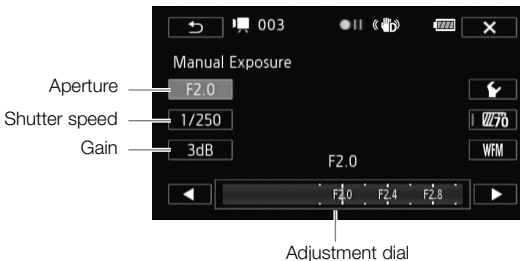 003
Manual Exposure
Aperture
F2.0
Shutter speed
1/250
70
Gain
3dB
WFM
F2.0
F2.0 F2.4 F2.8
Adjustment dial